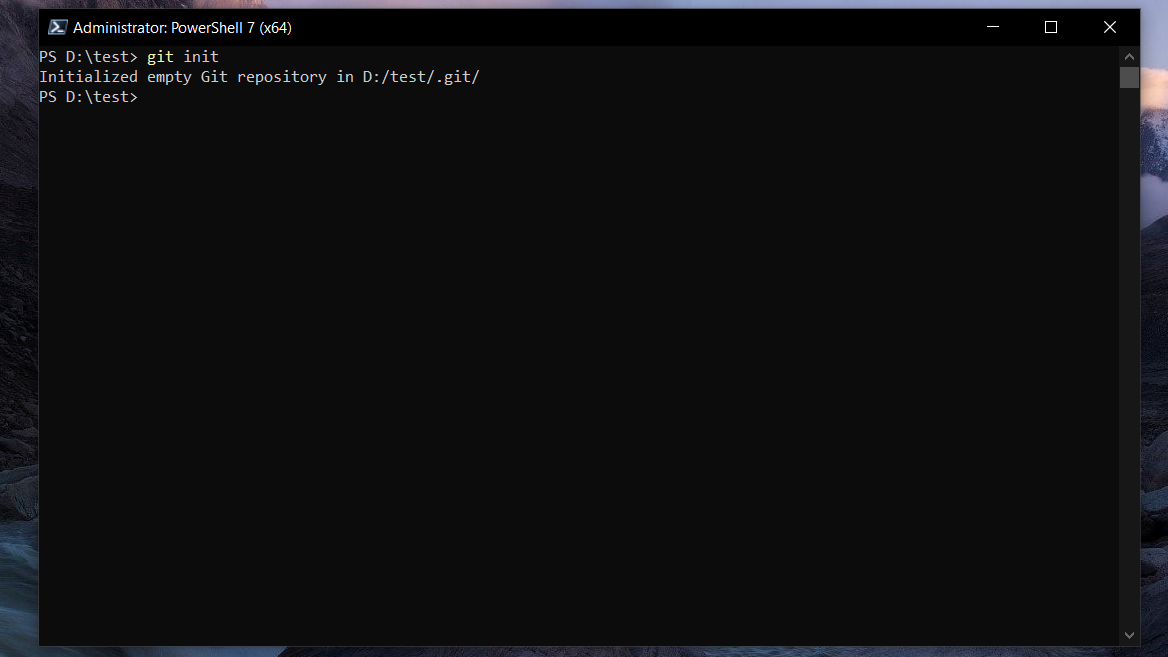 Administrator: PowerShell 7 (x64)
PS D:\test> git init
Initialized empty Git repository in D:/test/.git/
PS D:\test>